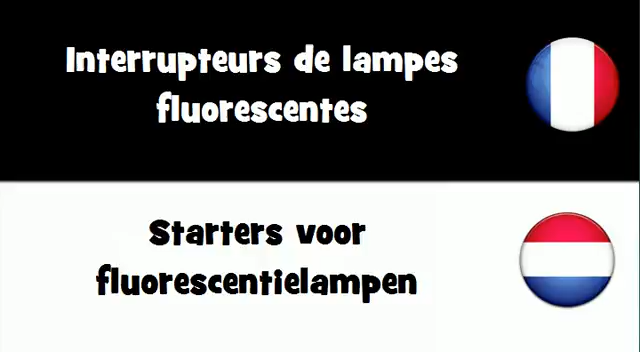 Interrupteurs de lampes
fluorescentes
Starters voor
fluorescentielampen